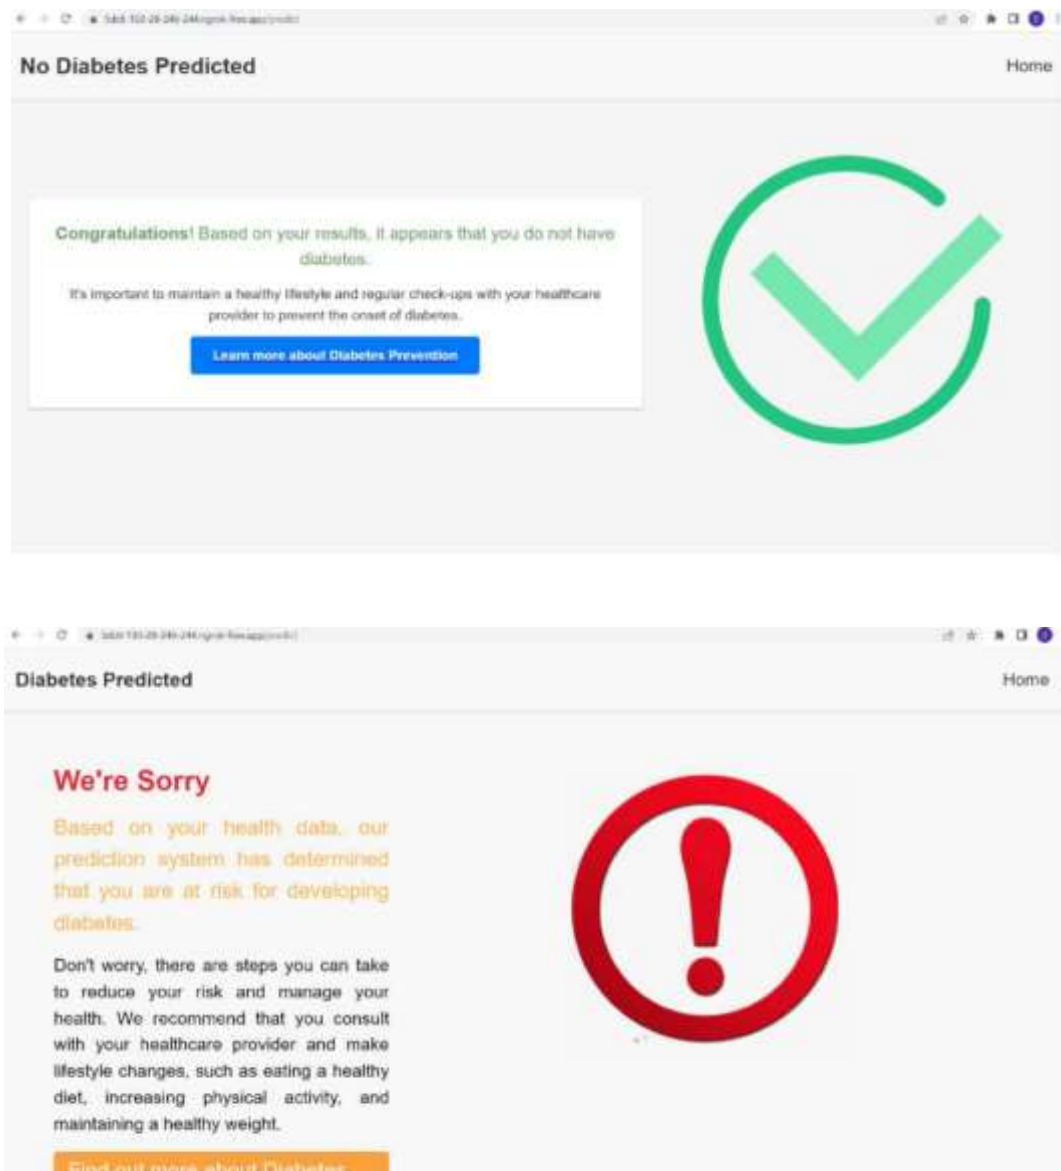 No Diabetes Predicted
Home
Congratulations! Based on your results, it appears that you do not have
diabetes.
It's important to maintain a healthy lifestyle and regular check-ups with your healthcare
provider to prevent the onset of diabetes.
Learn more about Diabetes Prevention
Diabetes Predicted
Home
We're Sorry
Based on your health data, our
prediction system has determined
that you are at risk for developing
diabetes.
Don't worry, there are steps you can take
to reduce your risk and manage your
health. We recommend that you consult
with your healthcare provider and make
lifestyle changes, such as eating a healthy
diet, increasing physical activity, and
maintaining a healthy weight.
Find out more about Diabetes